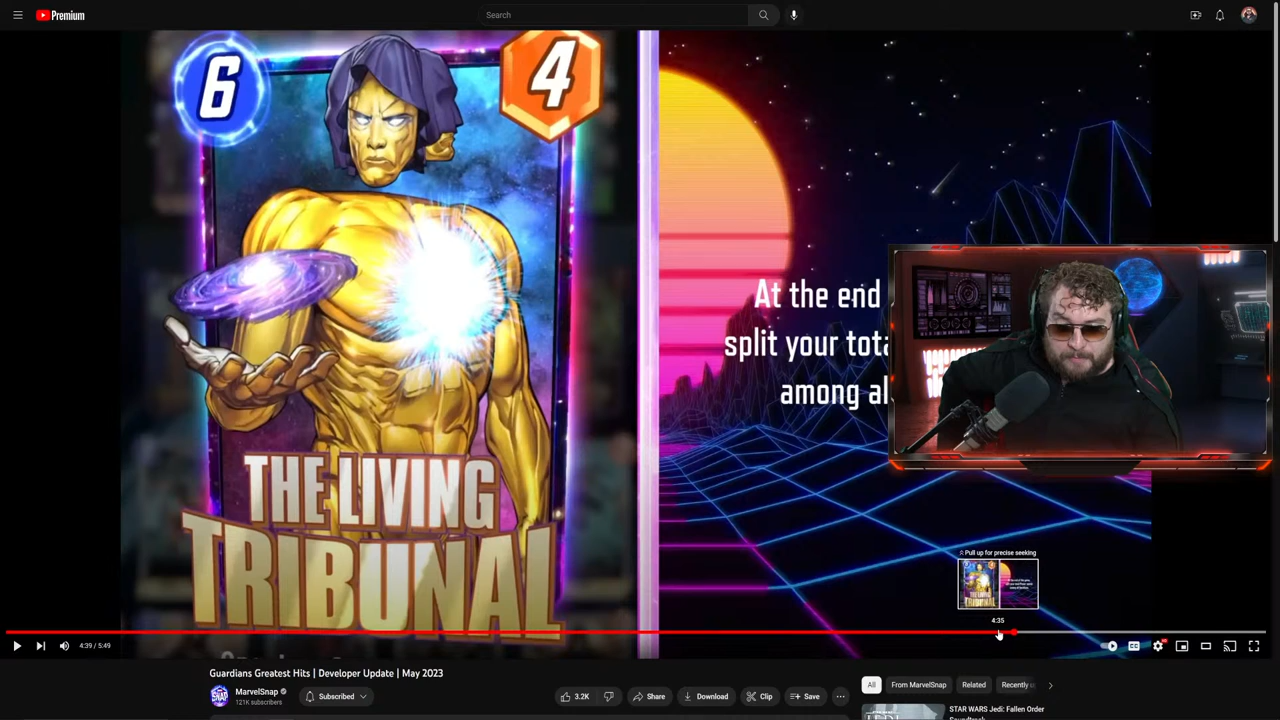 Premium
Search
6
4
THE LIVING
TRIBUNAL
At the end
split your tota
among al
Pull up for precise seeking
4:35
4:39 / 5:49
Guardians Greatest Hits | Developer Update | May 2023
MarvelSnap
121K subscribers
Subscribed
3.2K
Share
Download
Clip
Save
All
From MarvelSnap
Related
Recently u
STAR WARS Jedi: Fallen Order